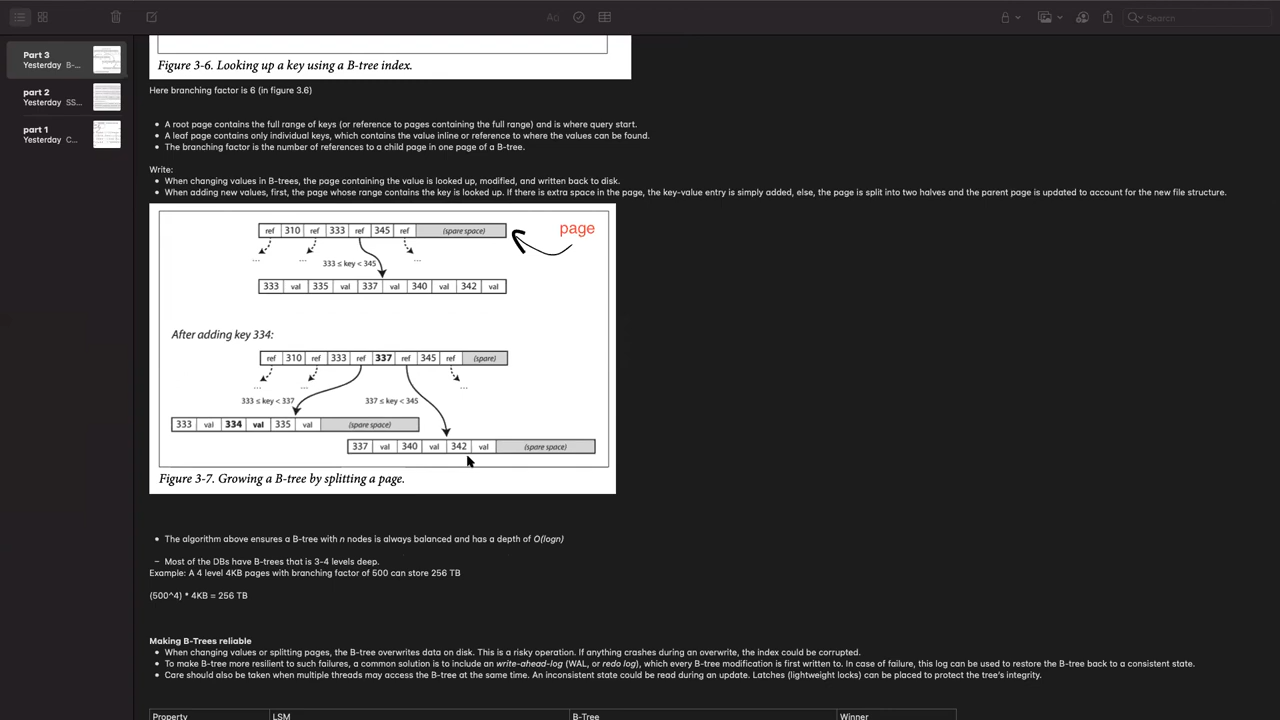 Aa
Search
Part 3
Yesterday B-...
part 2
Yesterday SS...
part 1
Yesterday C...
Figure 3-6. Looking up a key using a B-tree index.
Here branching factor is 6 (in figure 3.6)
• A root page contains the full range of keys (or reference to pages containing the full range) and is where query start.
• A leaf page contains only individual keys, which contains the value inline or reference to where the values can be found.
• The branching factor is the number of references to a child page in one page of a B-tree.
Write:
• When changing values in B-trees, the page containing the value is looked up, modified, and written back to disk.
• When adding new values, first, the page whose range contains the key is looked up. If there is extra space in the page, the key-value entry is simply added, else, the page is split into two halves and the parent page is updated to account for the new file structure.
page
ref 310 ref 333 ref 345 ref (spare space)
... ... ...
333 ≤ key < 345
333 val 335 val 337 val 340 val 342 val
After adding key 334:
ref 310 ref 333 ref 337 ref 345 ref (spare)
... ... ...
333 ≤ key < 337 337 ≤ key < 345
333 val 334 val 335 val (spare space)
337 val 340 val 342 val (spare space)
Figure 3-7. Growing a B-tree by splitting a page.
• The algorithm above ensures a B-tree with n nodes is always balanced and has a depth of O(logn)
– Most of the DBs have B-trees that is 3-4 levels deep.
Example: A 4 level 4KB pages with branching factor of 500 can store 256 TB
(500^4) * 4KB = 256 TB
Making B-Trees reliable
• When changing values or splitting pages, the B-tree overwrites data on disk. This is a risky operation. If anything crashes during an overwrite, the index could be corrupted.
• To make B-tree more resilient to such failures, a common solution is to include an write-ahead-log (WAL, or redo log), which every B-tree modification is first written to. In case of failure, this log can be used to restore the B-tree back to a consistent state.
• Care should also be taken when multiple threads may access the B-tree at the same time. An inconsistent state could be read during an update. Latches (lightweight locks) can be placed to protect the tree's integrity.
Property LSM B-Tree Winner